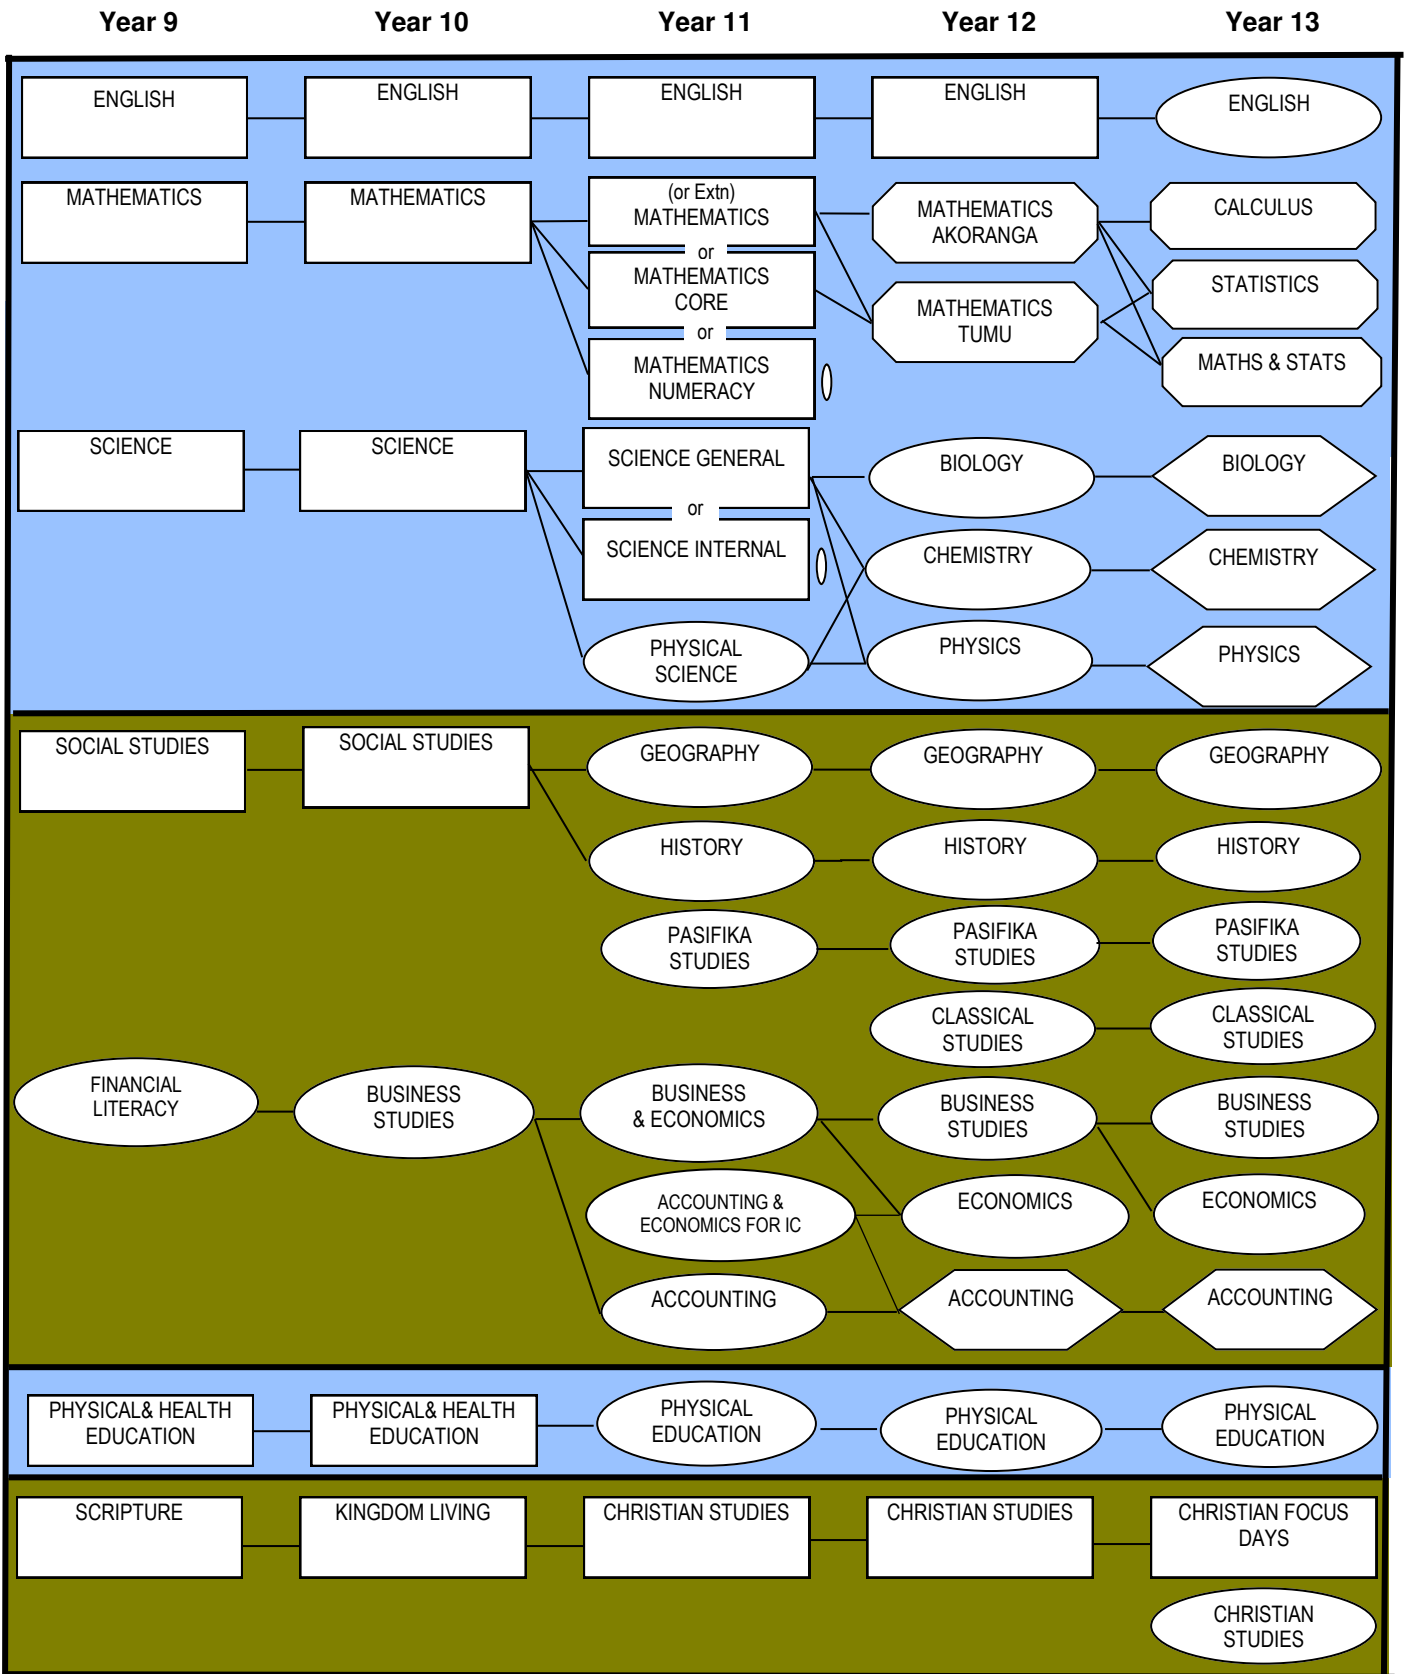 Year 9 Year 10 Year 11 Year 12 Year 13
ENGLISH ENGLISH ENGLISH ENGLISH ENGLISH
MATHEMATICS
MATHEMATICS
(or Extn)
MATHEMATICS
or
MATHEMATICS
CORE
or
MATHEMATICS
NUMERACY
MATHEMATICS
AKORANGA
MATHEMATICS
TUMU
CALCULUS
STATISTICS
MATHS & STATS
SCIENCE
SCIENCE
SCIENCE GENERAL
or
SCIENCE INTERNAL
PHYSICAL
SCIENCE
BIOLOGY
CHEMISTRY
PHYSICS
BIOLOGY
CHEMISTRY
PHYSICS
SOCIAL STUDIES
SOCIAL STUDIES
GEOGRAPHY
GEOGRAPHY
GEOGRAPHY
HISTORY
HISTORY
HISTORY
PASIFIKA
STUDIES
PASIFIKA
STUDIES
PASIFIKA
STUDIES
CLASSICAL
STUDIES
CLASSICAL
STUDIES
FINANCIAL
LITERACY
BUSINESS
STUDIES
BUSINESS
& ECONOMICS
BUSINESS
STUDIES
BUSINESS
STUDIES
ACCOUNTING &
ECONOMICS FOR IC
ECONOMICS
ECONOMICS
ACCOUNTING
ACCOUNTING
ACCOUNTING
PHYSICAL& HEALTH
EDUCATION
PHYSICAL& HEALTH
EDUCATION
PHYSICAL
EDUCATION
PHYSICAL
EDUCATION
PHYSICAL
EDUCATION
SCRIPTURE
KINGDOM LIVING
CHRISTIAN STUDIES
CHRISTIAN STUDIES
CHRISTIAN FOCUS
DAYS
CHRISTIAN
STUDIES